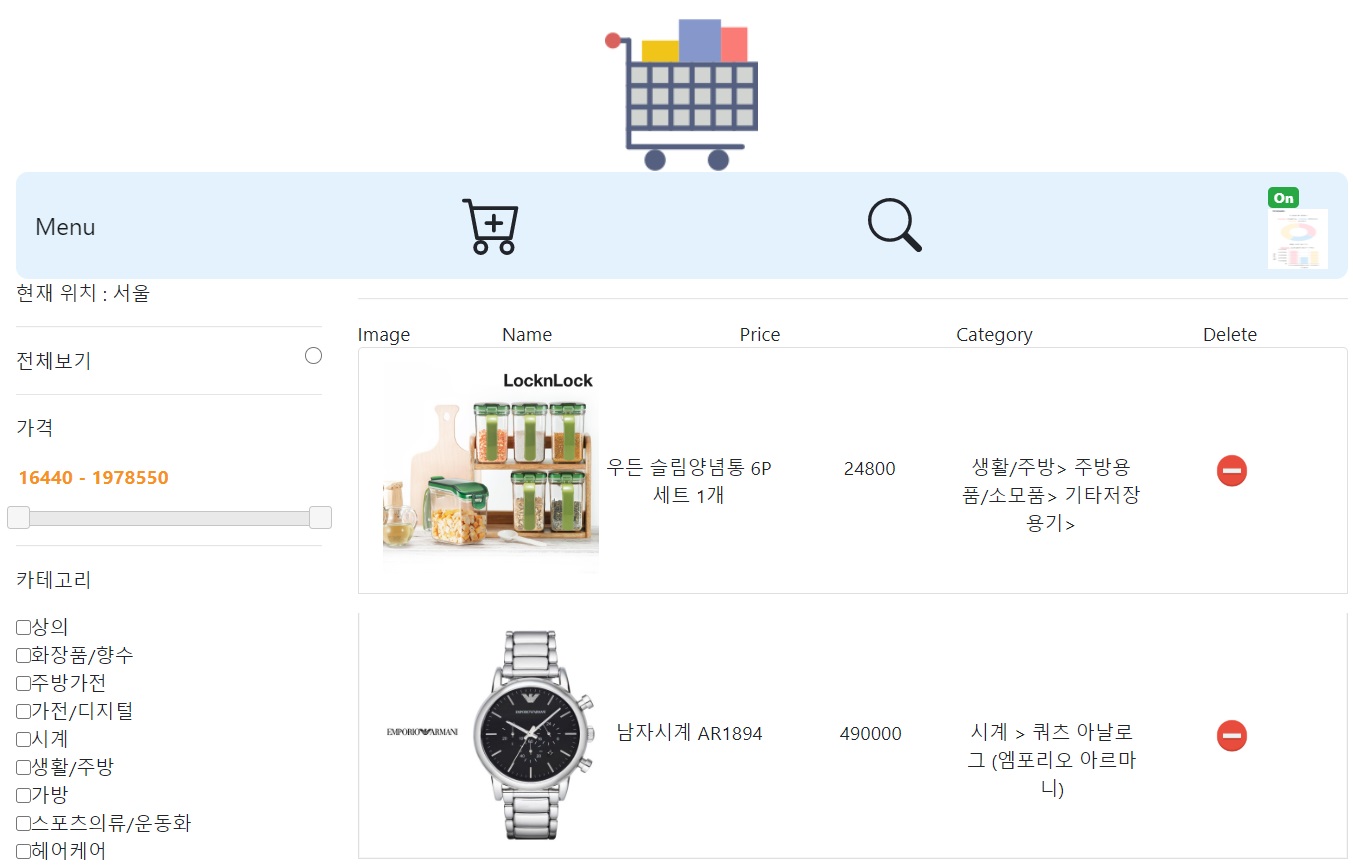 Menu
On
현재 위치 : 서울
전체보기
가격
16440 - 1978550
카테고리
상의
화장품/향수
주방가전
가전/디지털
시계
생활/주방
가방
스포츠의류/운동화
헤어케어
Image Name Price Category Delete
LocknLock
우든 슬림양념통 6P
세트 1개
24800
생활/주방> 주방용
품/소모품> 기타저장
용기>
EMPORIO ARMANI
남자시계 AR1894
490000
시계 > 쿼츠 아날로
그 (엠포리오 아르마
니)